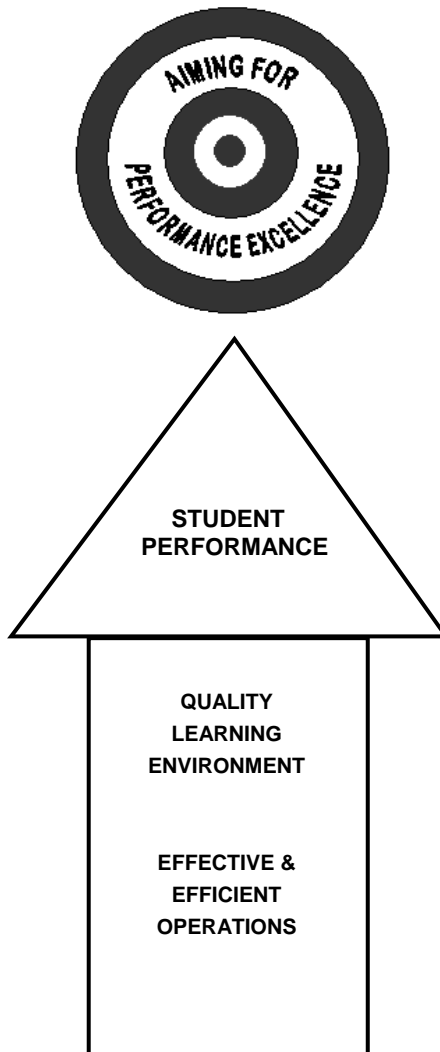 AIMING FOR
PERFORMANCE EXCELLENCE
STUDENT
PERFORMANCE
QUALITY
LEARNING
ENVIRONMENT
EFFECTIVE &
EFFICIENT
OPERATIONS